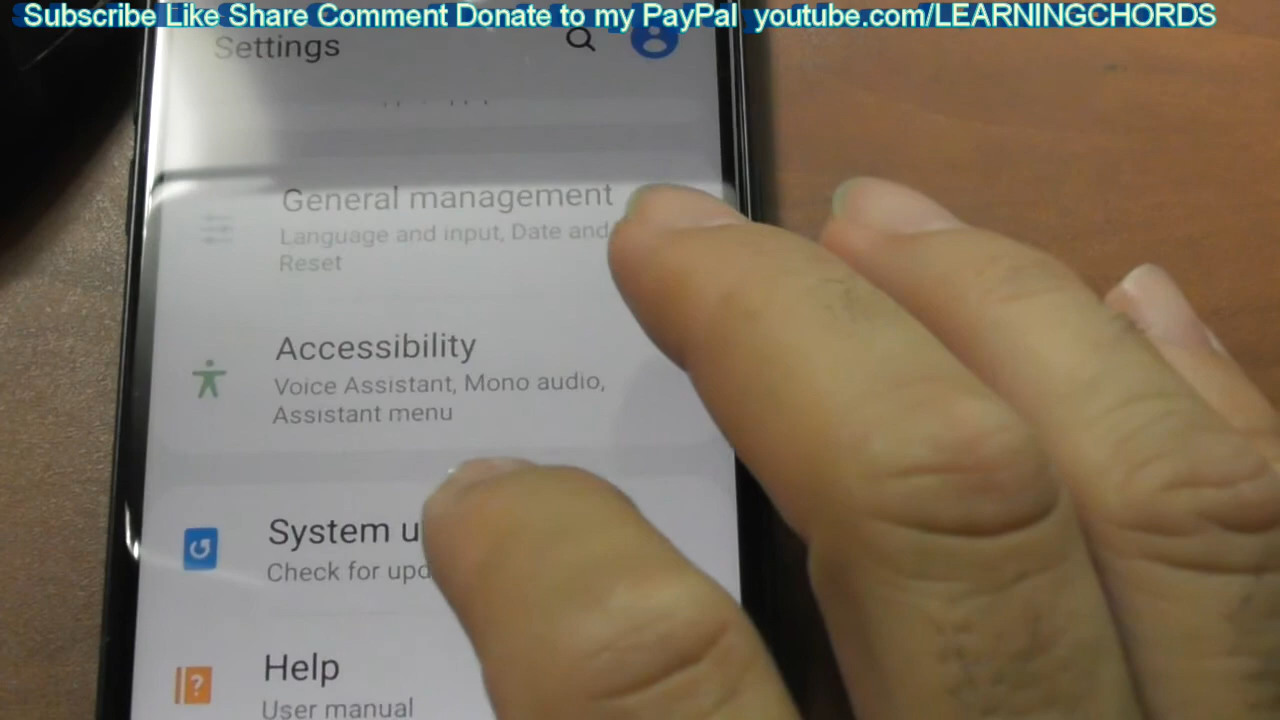 Subscribe Like Share Comment Donate to my PayPal youtube.com/LEARNINGCHORDS
Settings
General management
Language and input, Date and
Reset
Accessibility
Voice Assistant, Mono audio,
Assistant menu
System u
Check for upd
Help
User manual